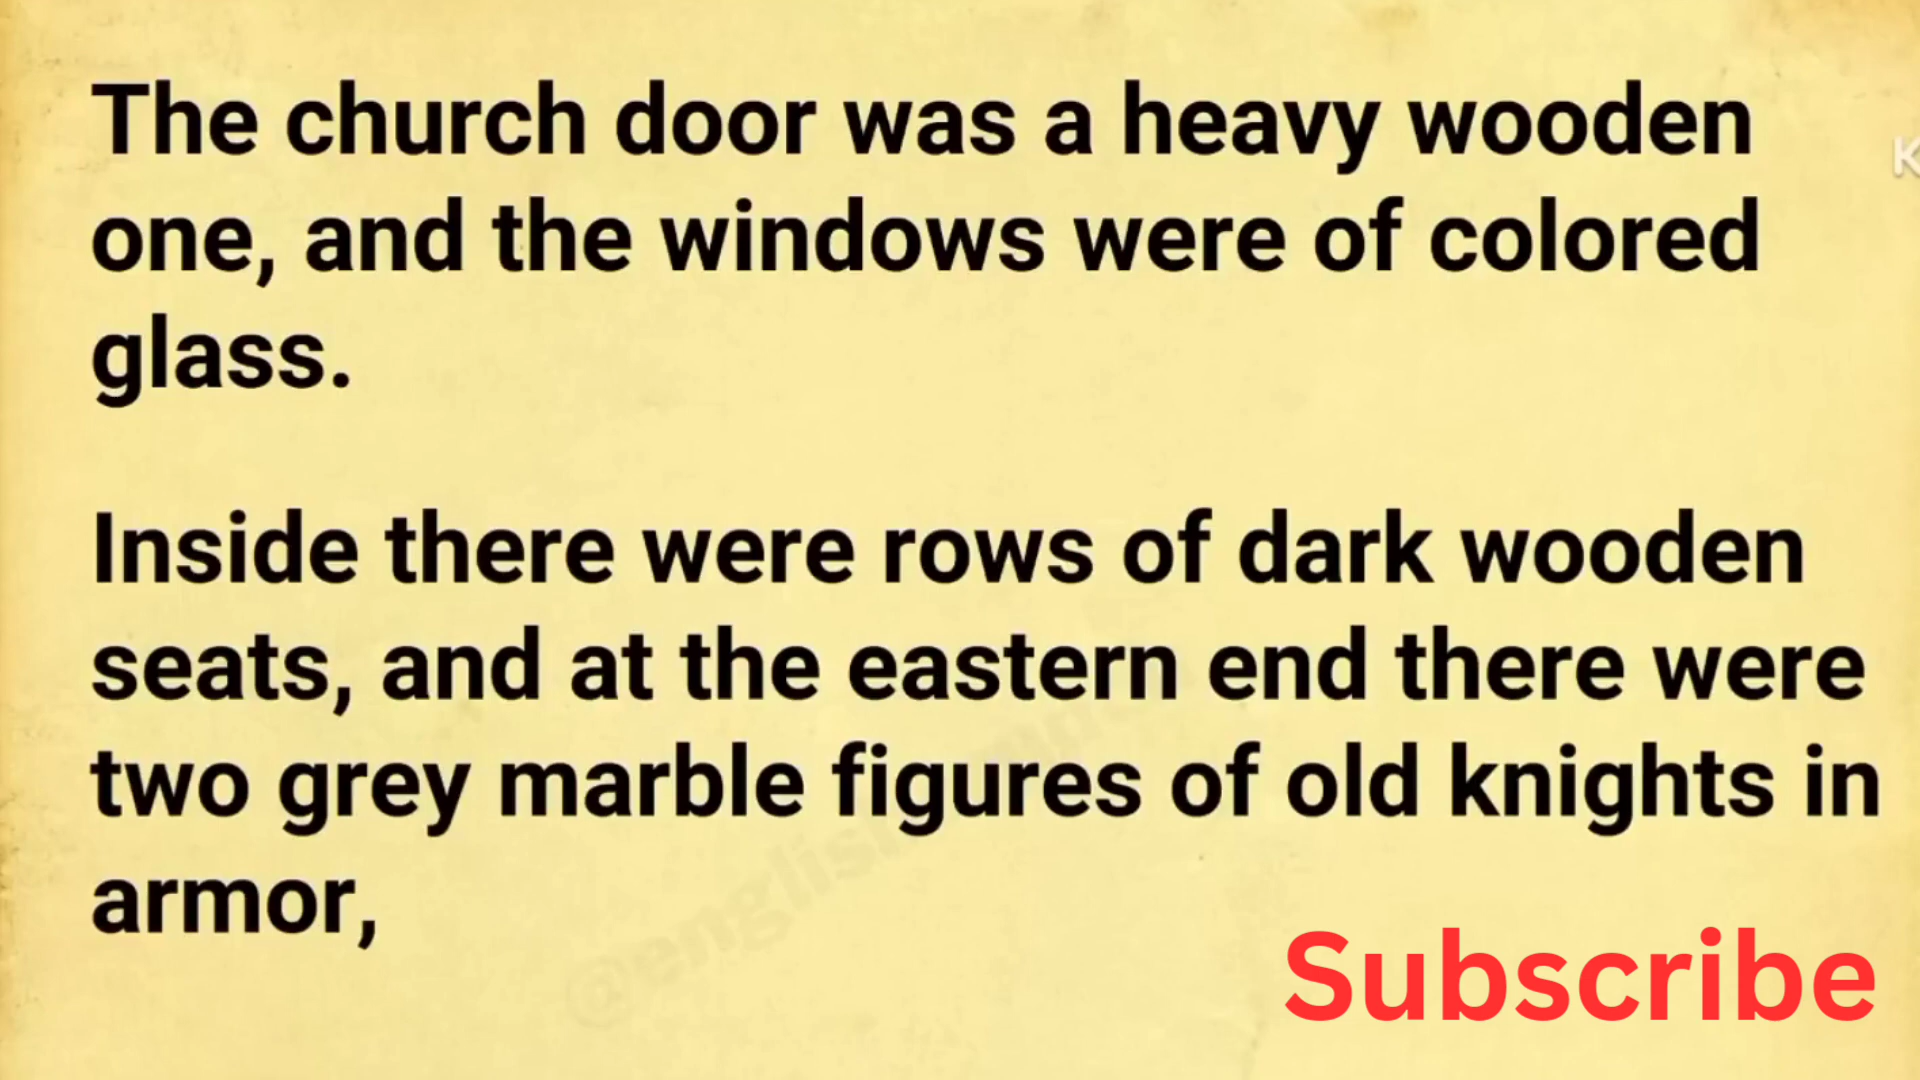 The church door was a heavy wooden
one, and the windows were of colored
glass.
Inside there were rows of dark wooden
seats, and at the eastern end there were
two grey marble figures of old knights in
armor,
Subscribe